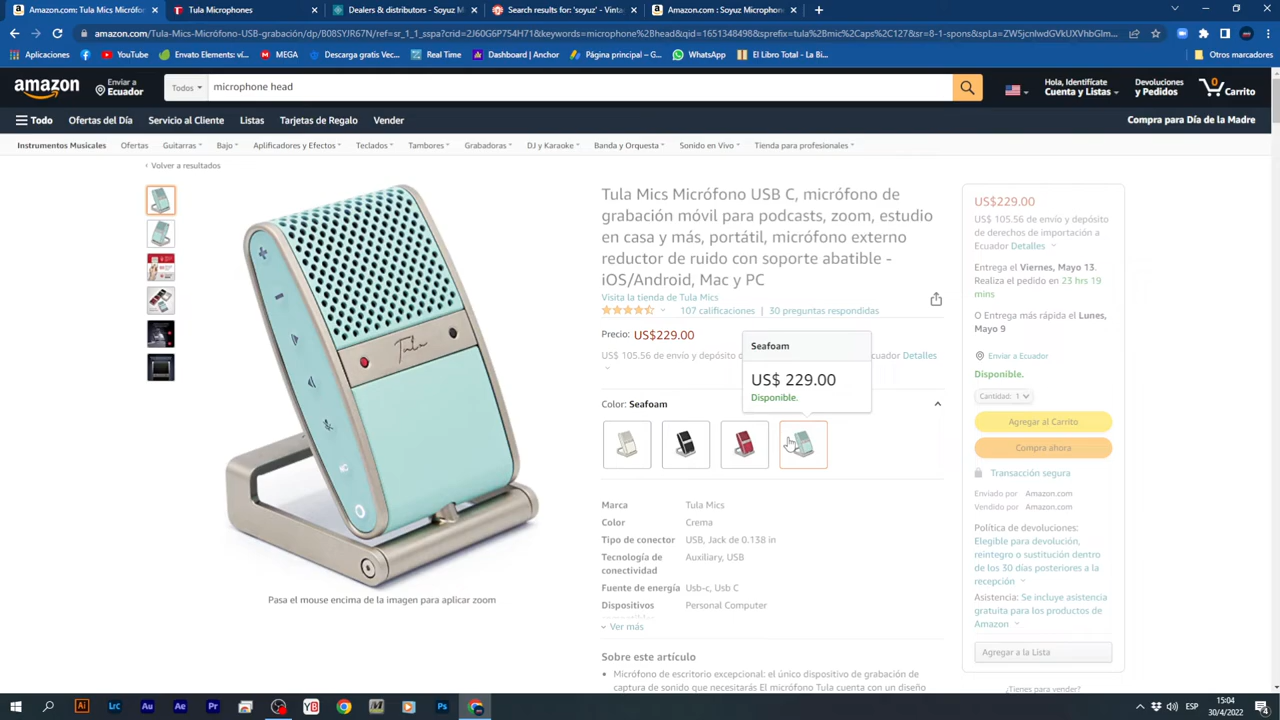 Amazon.com : micrófonos
Distributors - Soyuz Mi
Search results for 'soyuz' - Vinta
Amazon.com : microphone head
amazon.com/Tula-Mics-Micrófono-USB-grabación/dp/B08SYJR67N/ref=sr_1_1_sspa?crid=2J60G6P754H71&keywords=microphone%2Bhead&qid=1651348498&sprefix=tula%2Bmic%2Caps%2C127&sr=8-1-spons&spLa=ZW5jcnlwdGVkUXVhbGlm...
Aplicaciones
YouTube
Envato Elements: Vi...
MEGA
Descarga gratis Vec...
Real Time
Dashboard | Anchor
Página principal – G...
WhatsApp
El Libro Total - La Bi...
Otros marcadores
amazon
Enviar a
Ecuador
Todos
microphone head
Hola, Identifícate
Cuenta y Listas
Devoluciones
y Pedidos
0
Carrito
Todo
Ofertas del Día
Servicio al Cliente
Listas
Tarjetas de Regalo
Vender
Compra para Día de la Madre
Instrumentos Musicales
Ofertas
Guitarras
Bajo
Aplificadores y Efectos
Teclados
Tambores
Grabadoras
DJ y Karaoke
Banda y Orquesta
Sonido en Vivo
Tienda para profesionales
‹ Volver a resultados
Tula
Pasa el mouse encima de la imagen para aplicar zoom
Tula Mics Micrófono USB C, micrófono de
grabación móvil para podcasts, zoom, estudio
en casa y más, portátil, micrófono externo
reductor de ruido con soporte abatible -
iOS/Android, Mac y PC
Visita la tienda de Tula Mics
107 calificaciones | 30 preguntas respondidas
Precio: US$229.00
US$ 105.56 de envío y depósito d
cuador Detalles
Seafoam
US$ 229.00
Disponible.
Color: Seafoam
Marca Tula Mics
Color Crema
Tipo de conector USB, Jack de 0.138 in
Tecnología de Auxiliary, USB
conectividad
Fuente de energía Usb-c, Usb C
Dispositivos Personal Computer
Ver más
Sobre este artículo
• Micrófono de escritorio excepcional: el único dispositivo de grabación de
captura de sonido que necesitarás El micrófono Tula cuenta con un diseño
US$229.00
US$ 105.56 de envío y depósito
de derechos de importación a
Ecuador Detalles
Entrega el Viernes, Mayo 13.
Realiza el pedido en 23 hrs 19
mins
O Entrega más rápida el Lunes,
Mayo 9
Enviar a Ecuador
Disponible.
Cantidad: 1
Agregar al Carrito
Compra ahora
Transacción segura
Enviado por Amazon.com
Vendido por Amazon.com
Política de devoluciones:
Elegible para devolución,
reintegro o sustitución dentro
de los 30 días posteriores a la
recepción
Asistencia: Se incluye asistencia
gratuita para los productos de
Amazon
Agregar a la Lista
¿Tienes para vender?
ESP
15:04
30/4/2022